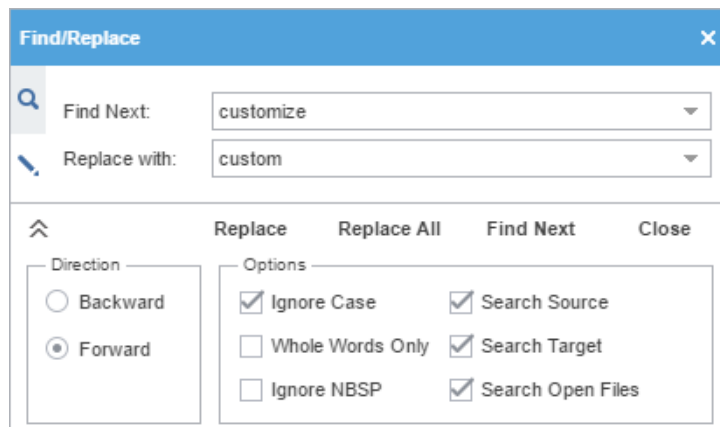 Find/Replace
Find Next: customize
Replace with: custom
Replace Replace All Find Next Close
Direction Options
Backward Ignore Case Search Source
Forward Whole Words Only Search Target
Ignore NBSP Search Open Files